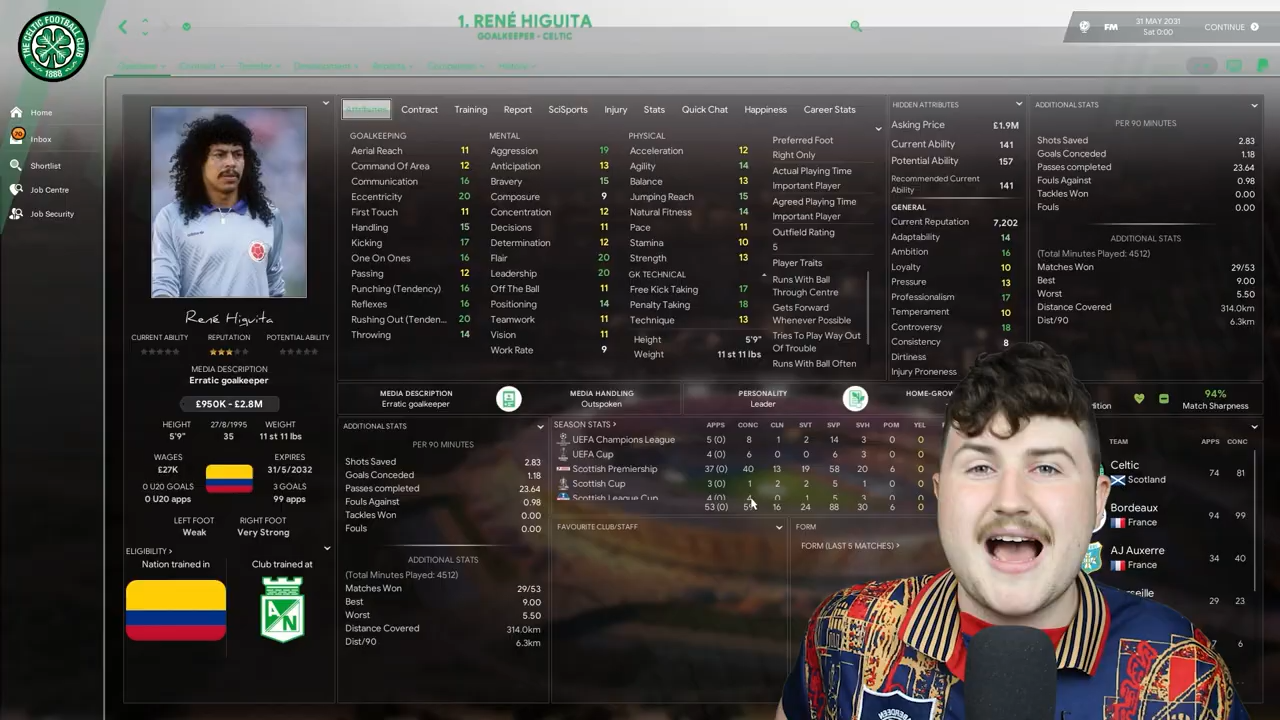 THE CELTIC FOOTBALL CLUB
1888
1. RENÉ HIGUITA
GOALKEEPER - CELTIC
FM
31 MAY 2031
Sat 0:00
CONTINUE
Home
Inbox
Shortlist
Job Centre
Job Security
Contract
Training
Report
SciSports
Injury
Stats
Quick Chat
Happiness
Career Stats
GOALKEEPING
Aerial Reach 11
Command Of Area 12
Communication 16
Eccentricity 20
First Touch 11
Handling 15
Kicking 17
One On Ones 16
Passing 12
Punching (Tendency) 16
Reflexes 16
Rushing Out (Tenden... 20
Throwing 14
MENTAL
Aggression 19
Anticipation 13
Bravery 15
Composure 9
Concentration 12
Decisions 11
Determination 12
Flair 20
Leadership 20
Off The Ball 11
Positioning 14
Teamwork 11
Vision 11
Work Rate 9
PHYSICAL
Acceleration 12
Agility 14
Balance 13
Jumping Reach 15
Natural Fitness 14
Pace 11
Stamina 10
Strength 13
GK TECHNICAL
Free Kick Taking 17
Penalty Taking 18
Technique 13
Height 5'9"
Weight 11 st 11 lbs
Preferred Foot
Right Only
Actual Playing Time
Important Player
Agreed Playing Time
Important Player
Outfield Rating
5
Player Traits
Runs With Ball
Through Centre
Gets Forward
Whenever Possible
Tries To Play Way Out
Of Trouble
Runs With Ball Often
HIDDEN ATTRIBUTES
Asking Price £1.9M
Current Ability 141
Potential Ability 157
Recommended Current
Ability 141
GENERAL
Current Reputation 7,202
Adaptability 14
Ambition 16
Loyalty 10
Pressure 13
Professionalism 17
Temperament 10
Controversy 18
Consistency 8
Dirtiness
Injury Proneness
ADDITIONAL STATS
PER 90 MINUTES
Shots Saved 2.83
Goals Conceded 1.18
Passes completed 23.64
Fouls Against 0.98
Tackles Won 0.00
Fouls 0.00
ADDITIONAL STATS
(Total Minutes Played: 4512)
Matches Won 29/53
Best 9.00
Worst 5.50
Distance Covered 314.0km
Dist/90 6.3km
René Higuita
CURRENT ABILITY
REPUTATION
POTENTIAL ABILITY
MEDIA DESCRIPTION
Erratic goalkeeper
£950K - £2.8M
HEIGHT 27/8/1995 WEIGHT
5'9" 35 11 st 11 lbs
WAGES EXPIRES
£27K 31/5/2032
0 U20 GOALS 3 GOALS
0 U20 apps 99 apps
LEFT FOOT RIGHT FOOT
Weak Very Strong
ELIGIBILITY >
Nation trained in Club trained at
AN
MEDIA DESCRIPTION
Erratic goalkeeper
MEDIA HANDLING
Outspoken
PERSONALITY
Leader
HOME-GROW
94%
Match Sharpness
ADDITIONAL STATS
PER 90 MINUTES
Shots Saved 2.83
Goals Conceded 1.18
Passes completed 23.64
Fouls Against 0.98
Tackles Won 0.00
Fouls 0.00
ADDITIONAL STATS
(Total Minutes Played: 4512)
Matches Won 29/53
Best 9.00
Worst 5.50
Distance Covered 314.0km
Dist/90 6.3km
SEASON STATS > APPS CONC CLN SVT SVP SVH POM YEL
UEFA Champions League 5 (0) 8 1 2 14 3 0 0
UEFA Cup 4 (0) 6 0 0 6 3 0 0
Scottish Premiership 37 (0) 40 13 19 58 20 6 0
Scottish Cup 3 (0) 1 2 2 5 1 0 0
Scottish League Cup 4 (0) 4 0 1 5 3 0 0
53 (0) 16 24 88 30 6 0
FAVOURITE CLUB/STAFF
FORM
FORM (LAST 5 MATCHES) >
TEAM APPS CONC
Celtic 74 81
Scotland
Bordeaux 94 99
France
AJ Auxerre 34 40
France
29 23
6